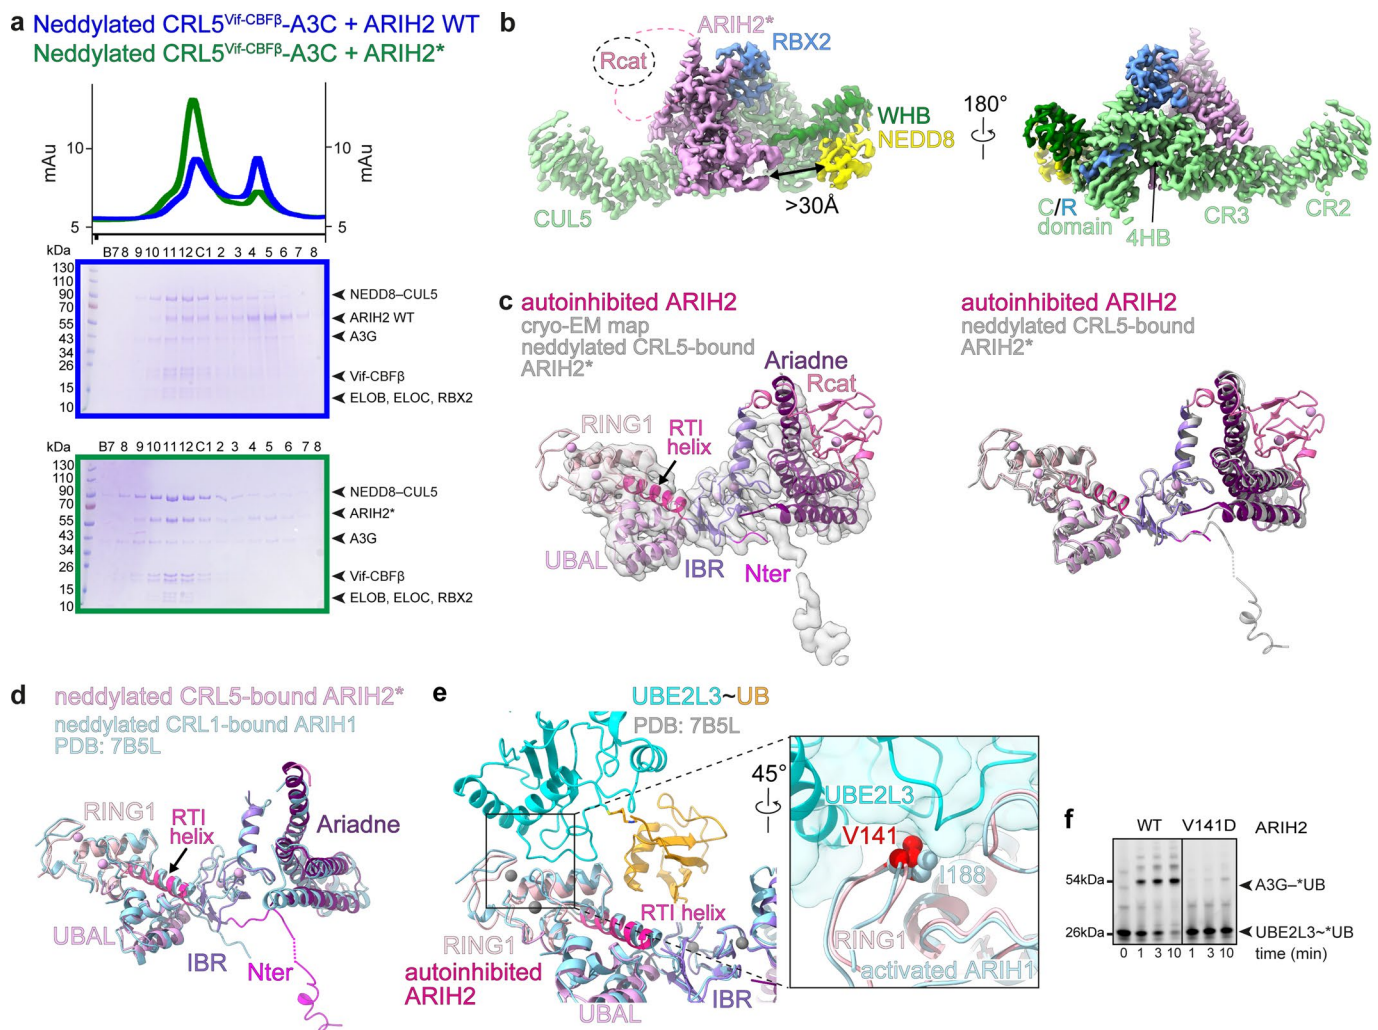 a
Neddylated CRL5Vif-CBFβ-A3C + ARIH2 WT
Neddylated CRL5Vif-CBFβ-A3C + ARIH2*
10
5
mAu
10
5
mAu
kDa
B7 8 9 10 11 12 C1 2 3 4 5 6 7 8
130
110
90
70
55
43
34
26
15
10
NEDD8–CUL5
ARIH2 WT
A3G
Vif-CBFβ
ELOB, ELOC, RBX2
kDa
B7 8 9 10 11 12 C1 2 3 4 5 6 7 8
130
110
90
70
55
43
34
26
15
10
NEDD8–CUL5
ARIH2*
A3G
Vif-CBFβ
ELOB, ELOC, RBX2
b
ARIH2*
RBX2
Rcat
WHB
NEDD8
>30Å
CUL5
180°
C/R
domain
4HB
CR3
CR2
c
autoinhibited ARIH2
cryo-EM map
neddylated CRL5-bound
ARIH2*
Ariadne
Rcat
RING1
RTI
helix
UBAL
IBR
Nter
autoinhibited ARIH2
neddylated CRL5-bound
ARIH2*
d
neddylated CRL5-bound ARIH2*
neddylated CRL1-bound ARIH1
PDB: 7B5L
RING1
RTI
helix
Ariadne
UBAL
IBR
Nter
e
UBE2L3~UB
PDB: 7B5L
RTI helix
RING1
autoinhibited
ARIH2
UBAL
IBR
45°
UBE2L3
V141
I188
RING1
activated ARIH1
f
WT V141D ARIH2
54kDa
A3G–*UB
26kDa
UBE2L3~*UB
0 1 3 10 1 3 10 time (min)